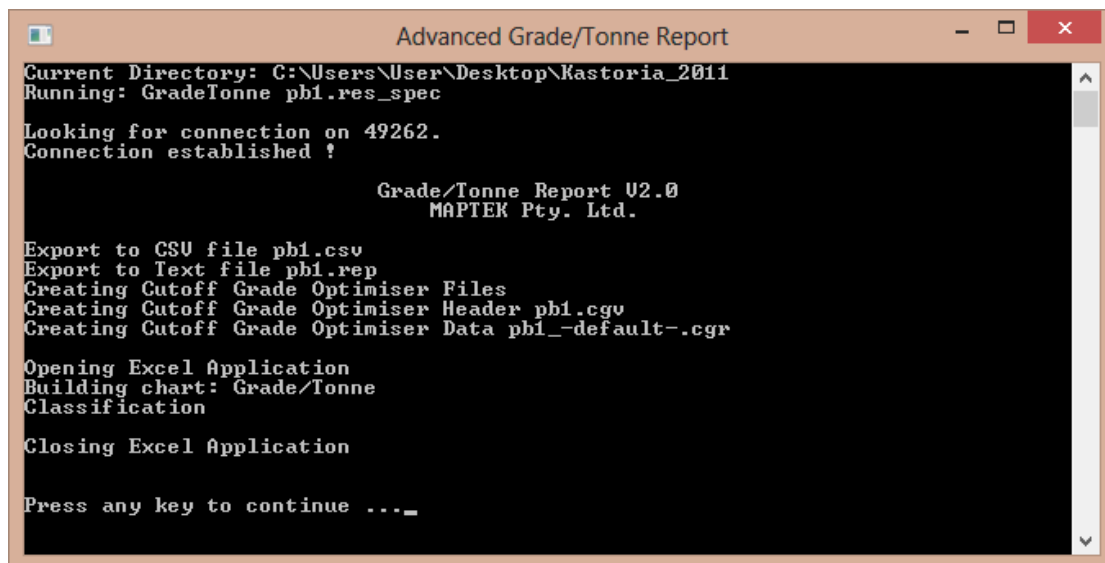 Advanced Grade/Tonne Report
Current Directory: C:\Users\User\Desktop\Kastoria_2011
Running: GradeTonne pb1.res_spec
Looking for connection on 49262.
Connection established !
Grade/Tonne Report V2.0
MAPTEK Pty. Ltd.
Export to CSV file pb1.csv
Export to Text file pb1.rep
Creating Cutoff Grade Optimiser Files
Creating Cutoff Grade Optimiser Header pb1.cgv
Creating Cutoff Grade Optimiser Data pb1_-default-.cgr
Opening Excel Application
Building chart: Grade/Tonne
Classification
Closing Excel Application
Press any key to continue ..._